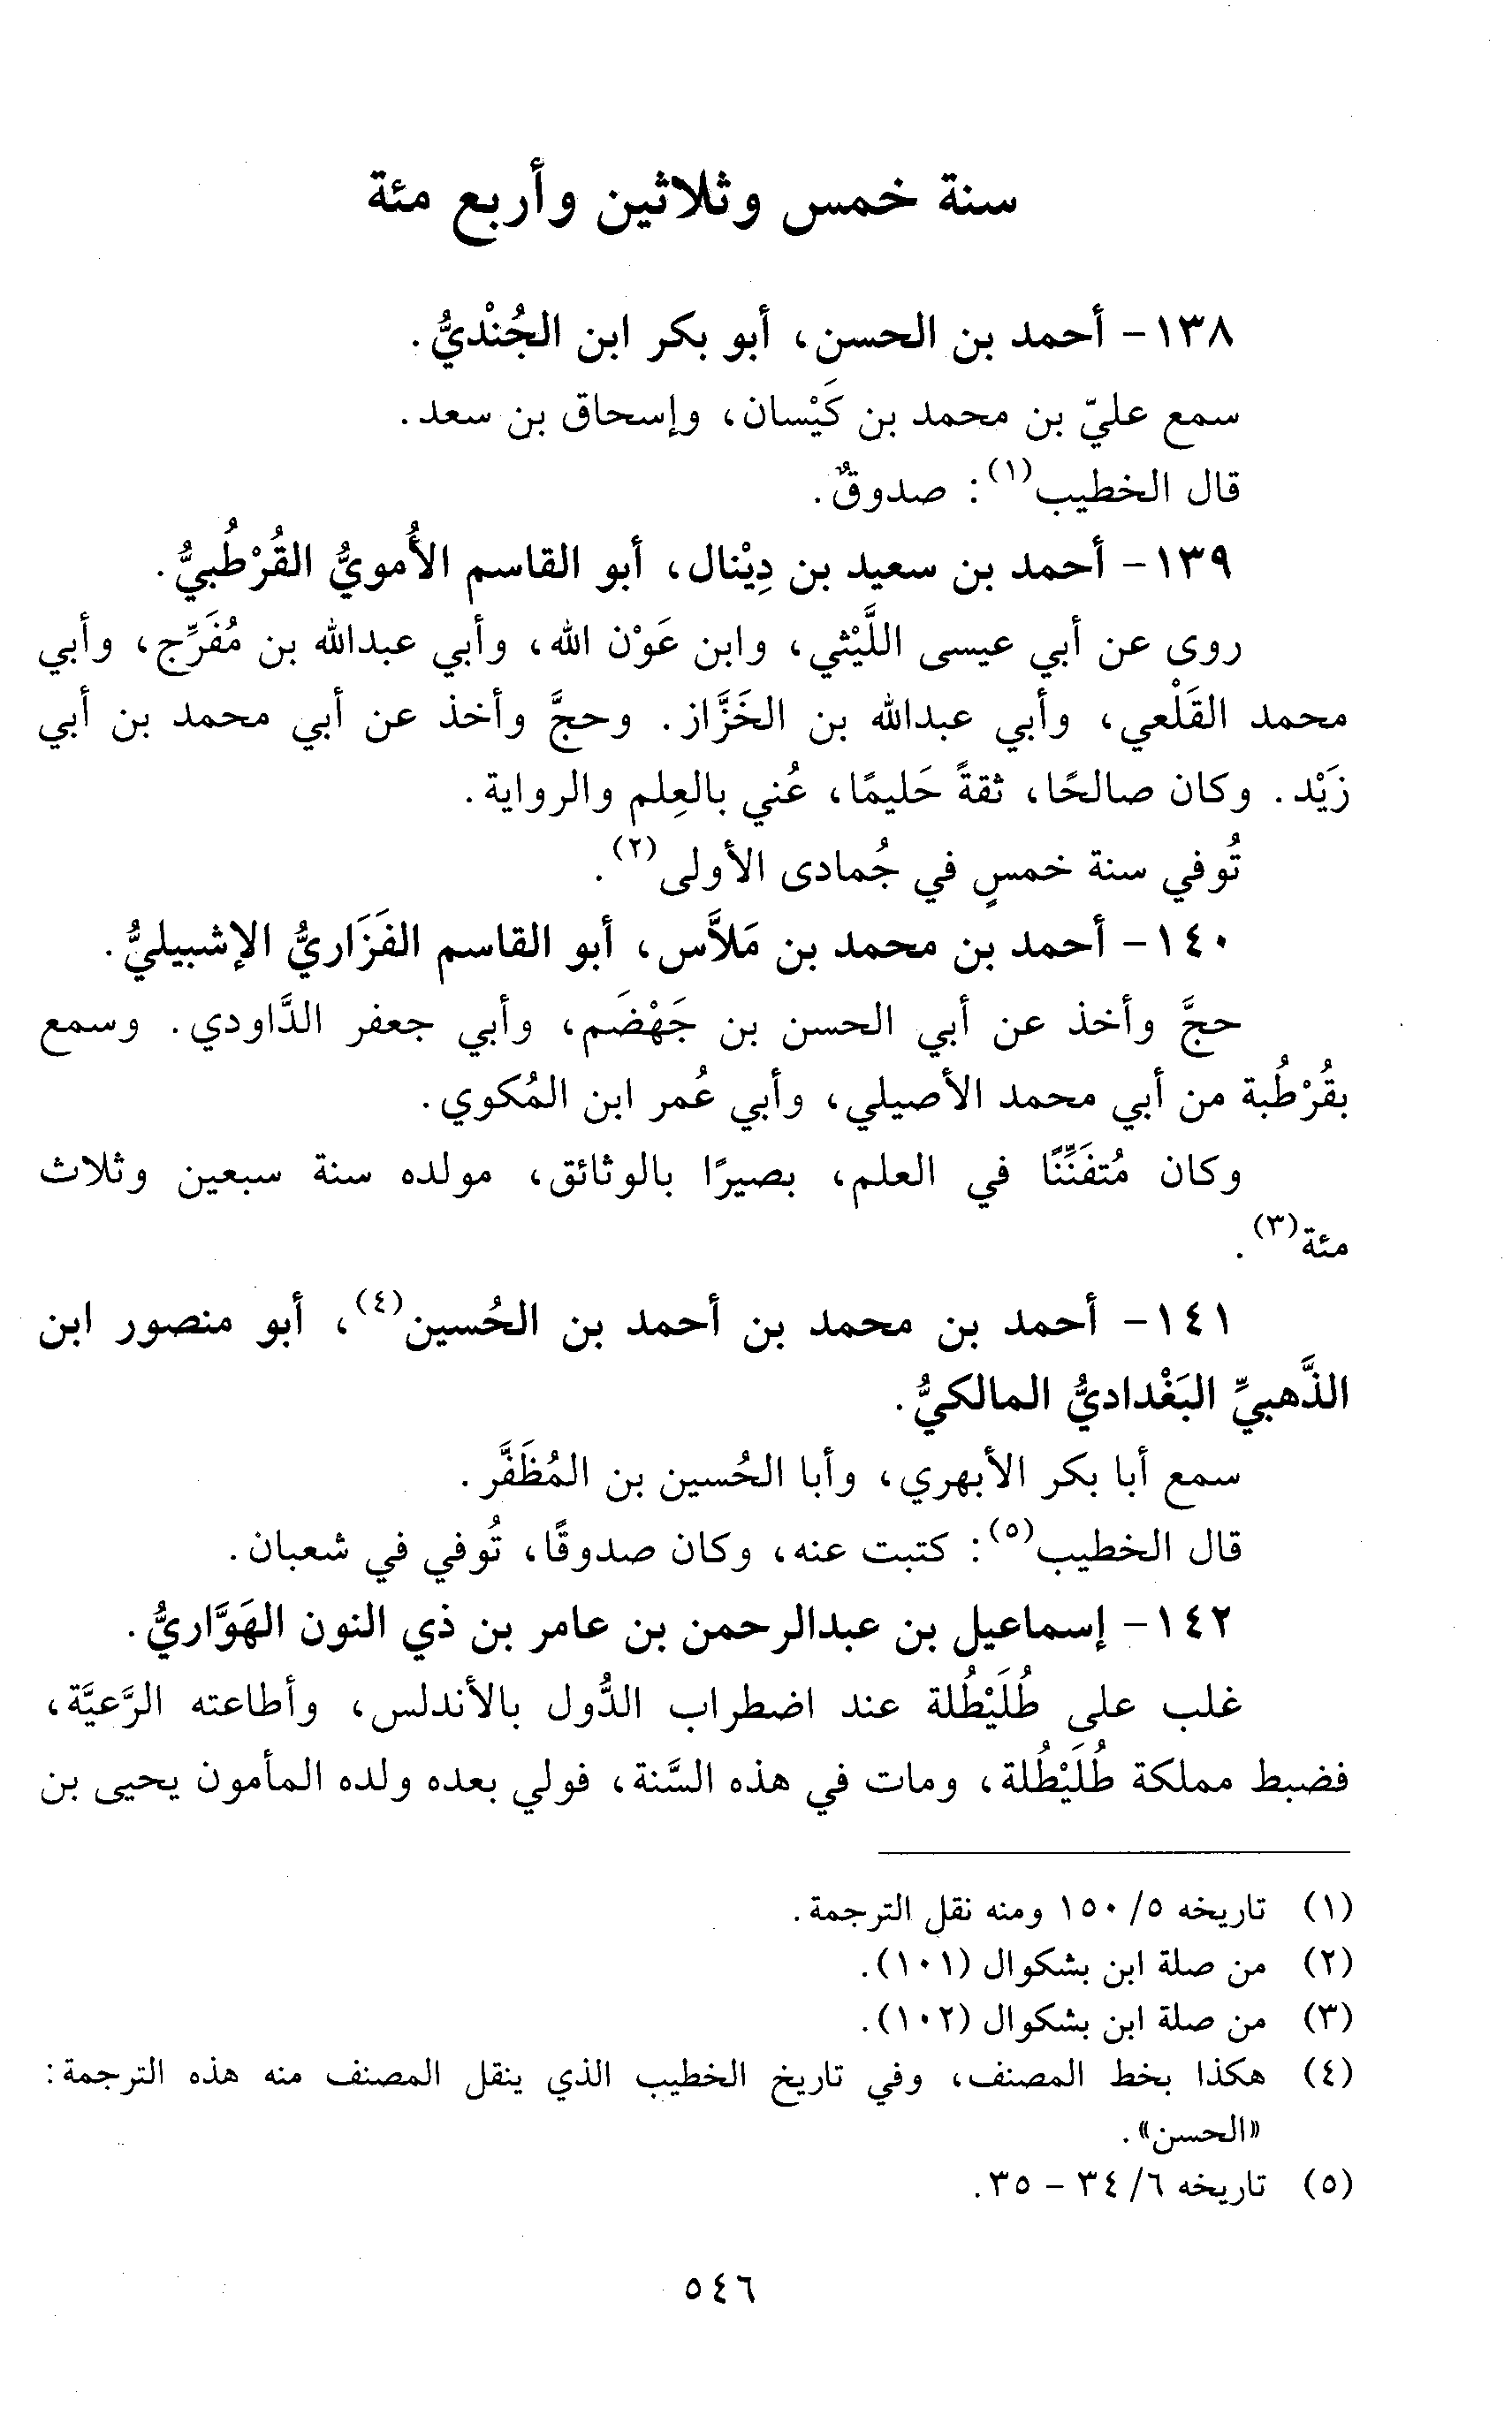 سنة خمس وثلاثين وأربع مئة
١٣٨- أحمد بن الحسن، أبو بكر ابن الجُنْديُّ.
سمع عليّ بن محمد بن كَيْسان، وإسحاق بن سعد.
قال الخطيب(١): صدوقٌ.
١٣٩- أحمد بن سعيد بن دِيْنال، أبو القاسم الأُمويُّ القُرْطُبيُّ.
روى عن أبي عيسى اللَّيْثي، وابن عَوْن الله، وأبي عبدالله بن مُفَرِّج، وأبي
محمد القَلْعي، وأبي عبدالله بن الخَزَّاز. وحجَّ وأخذ عن أبي محمد بن أبي
زَيْد. وكان صالحًا، ثقةً حَليمًا، عُني بالعِلم والرواية.
تُوفي سنة خمسٍ في جُمادى الأولى(٢).
١٤٠- أحمد بن محمد بن مَلاَّس، أبو القاسم الفَزَاريُّ الإشبيليُّ.
حجَّ وأخذ عن أبي الحسن بن جَهْضَم، وأبي جعفر الدَّاودي. وسمع
بقُرْطُبة من أبي محمد الأصيلي، وأبي عُمر ابن المُكوي.
وكان مُتفَنِّنًا في العلم، بصيرًا بالوثائق، مولده سنة سبعين وثلاث
مئة(٣).
١٤١- أحمد بن محمد بن أحمد بن الحُسين(٤)، أبو منصور ابن
الذَّهبيِّ البَغْداديُّ المالكيُّ.
سمع أبا بكر الأبهري، وأبا الحُسين بن المُظَفَّر.
قال الخطيب(٥): كتبت عنه، وكان صدوقًا، تُوفي في شعبان.
١٤٢- إسماعيل بن عبدالرحمن بن عامر بن ذي النون الهَوَّاريُّ.
غلب على طُلَيْطُلة عند اضطراب الدُّول بالأندلس، وأطاعته الرَّعيَّة،
فضبط مملكة طُلَيْطُلة، ومات في هذه السَّنة، فولي بعده ولده المأمون يحيى بن
(١) تاريخه ٥/ ١٥٠ ومنه نقل الترجمة.
(٢) من صلة ابن بشكوال (١٠١).
(٣) من صلة ابن بشكوال (١٠٢).
(٤) هكذا بخط المصنف، وفي تاريخ الخطيب الذي ينقل المصنف منه هذه الترجمة:
«الحسن».
(٥) تاريخه ٦/ ٣٤ - ٣٥.
٥٤٦